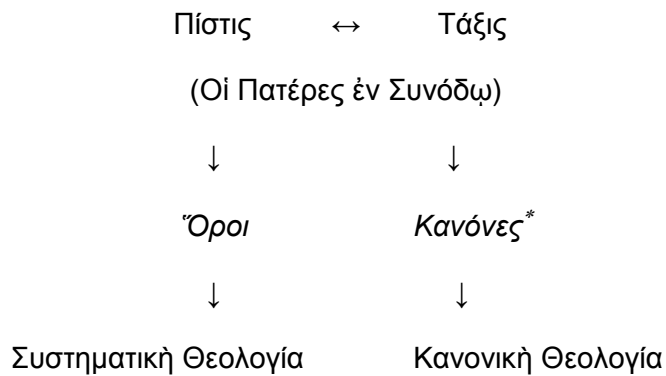 Πίστις ↔ Τάξις
(Οἱ Πατέρες ἐν Συνόδῳ)
↓ ↓
Ὅροι Κανόνες*
↓ ↓
Συστηματικὴ Θεολογία Κανονικὴ Θεολογία